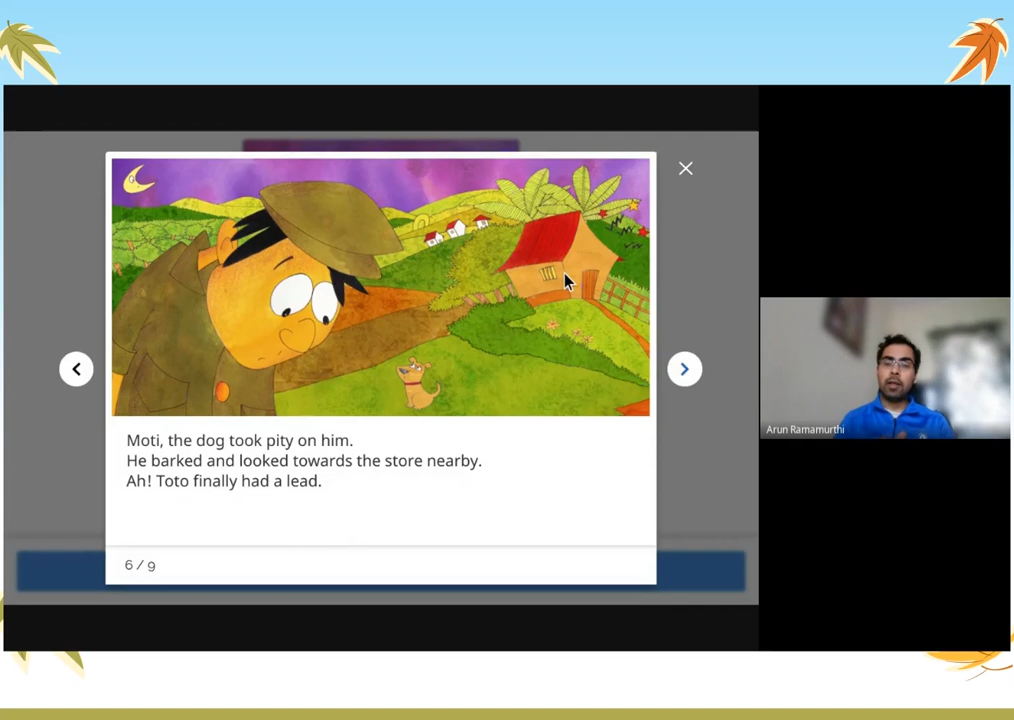 Moti, the dog took pity on him.
He barked and looked towards the store nearby.
Ah! Toto finally had a lead.
6 / 9
Arun Ramamurthi